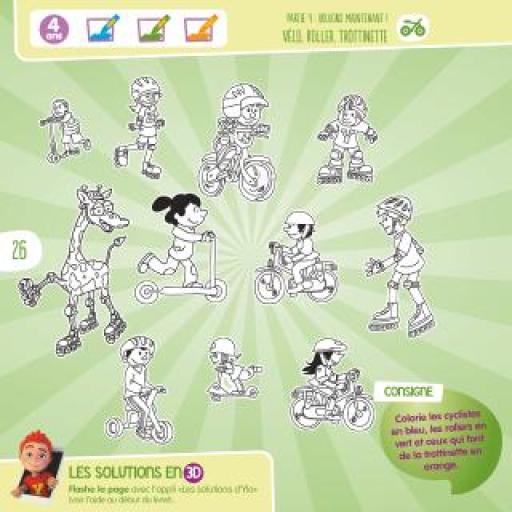 4
ans
PARTIE 4 : BOUGEONS MAINTENANT !
VÉLO, ROLLER, TROTTINETTE
26
CONSIGNE
Colorie les cyclistes
en bleu, les rollers en
vert et ceux qui font
de la trottinette en
orange.
LES SOLUTIONS EN 3D
Flashe la page avec l'appli «Les solutions d'Ylo»
(voir l'aide au début du livret).